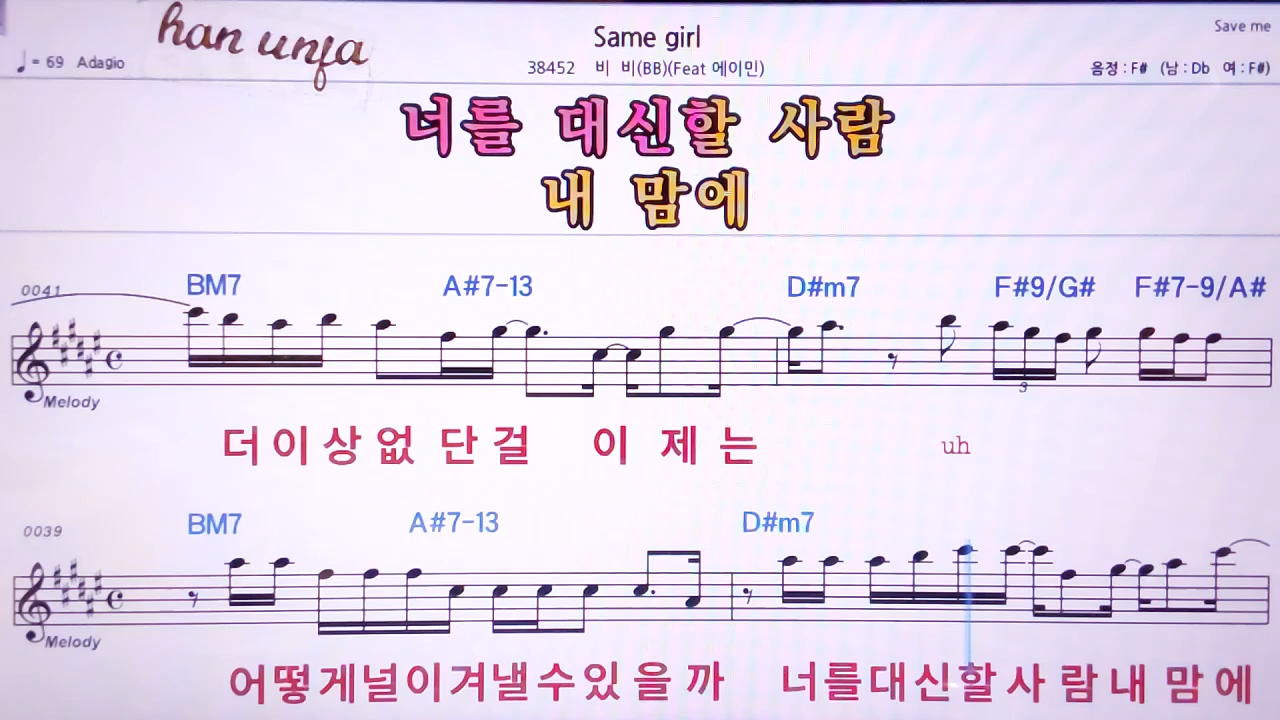 han unja
Same girl
Save me
♩= 69 Adagio
38452 비 비(BB)(Feat 에이민)
음정 : F# (남 : Db 여 : F#)
너를 대신할 사람
내 맘에
0041 BM7 A#7-13 D#m7 F#9/G# F#7-9/A#
3
Melody
더 이 상 없 단 걸 이 제 는 uh
0039 BM7 A#7-13 D#m7
Melody
어 떻 게 널 이 겨 낼 수 있 을 까 너 를 대 신 할 사 람 내 맘 에